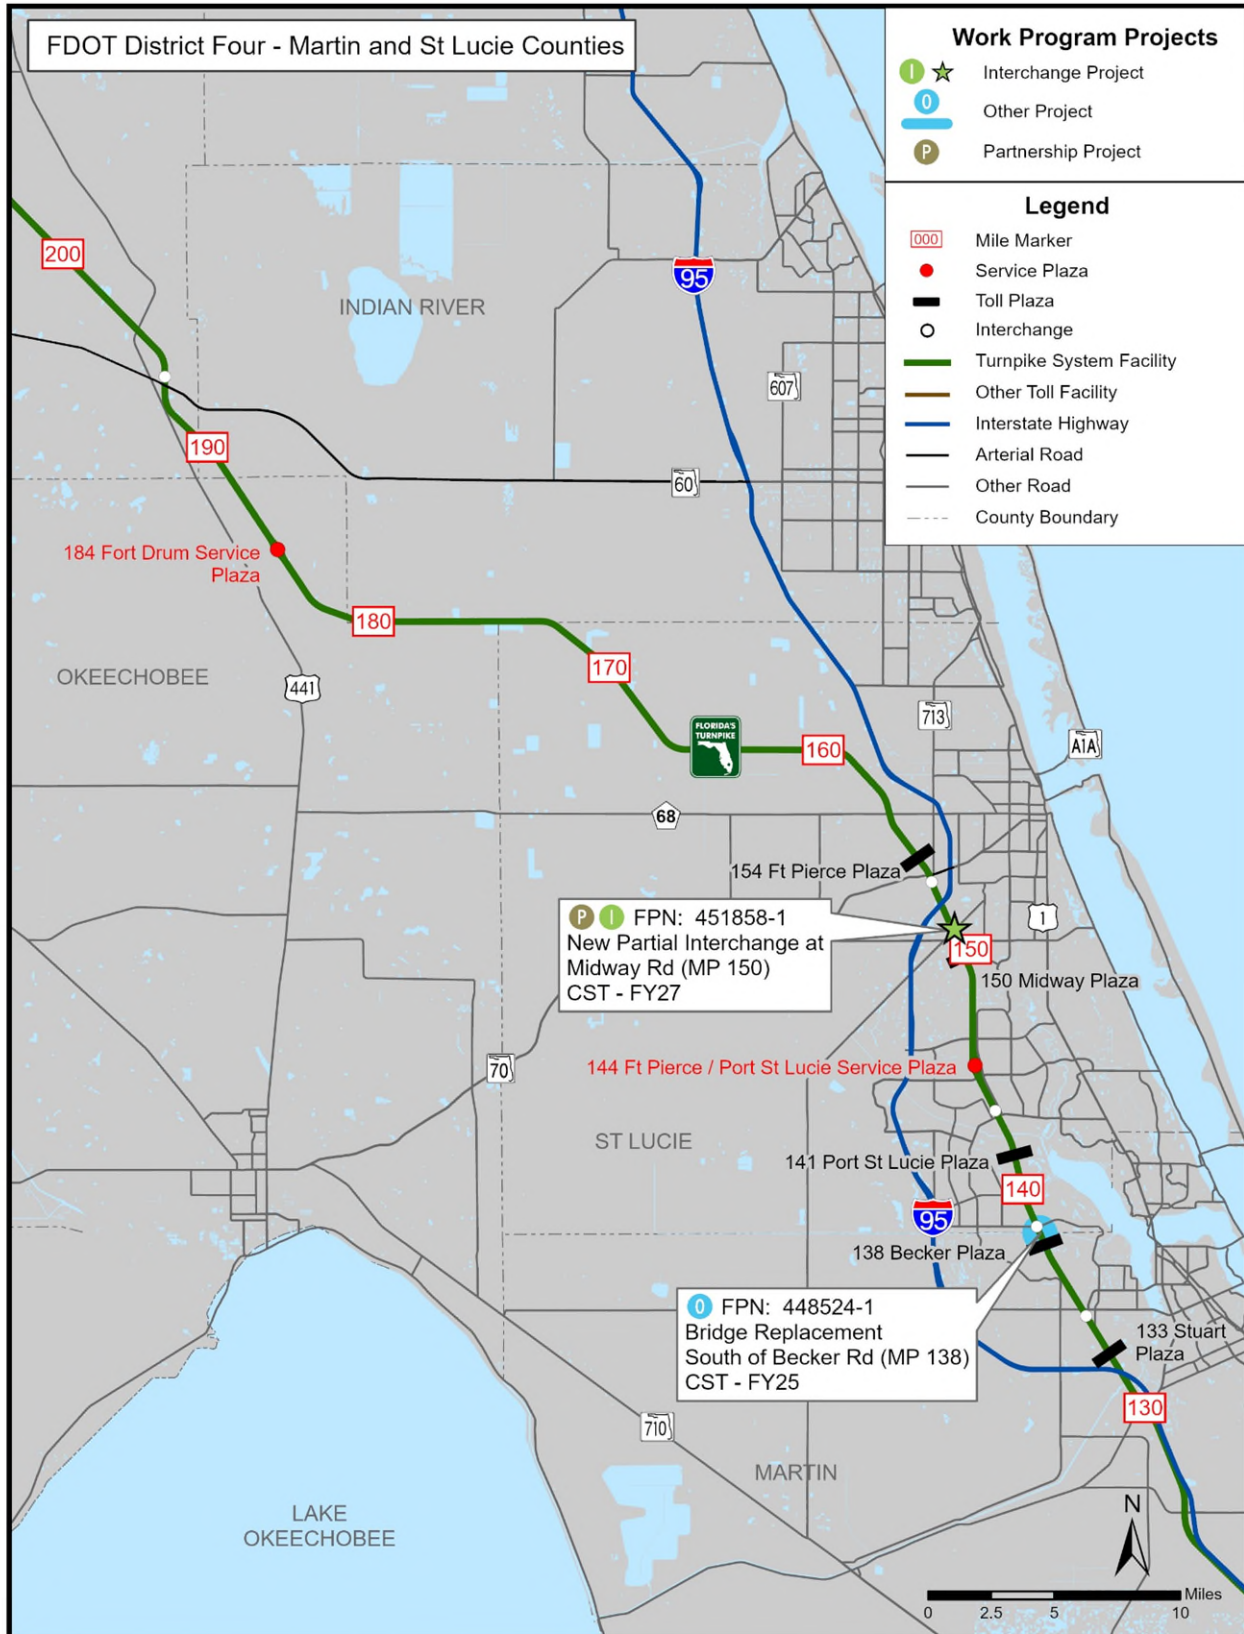 FDOT District Four - Martin and St Lucie Counties
Work Program Projects
I
Interchange Project
O
Other Project
P
Partnership Project
Legend
000
Mile Marker
Service Plaza
Toll Plaza
Interchange
Turnpike System Facility
Other Toll Facility
Interstate Highway
Arterial Road
Other Road
County Boundary
200
95
INDIAN RIVER
607
190
60
184 Fort Drum Service
Plaza
180
170
OKEECHOBEE
441
713
FLORIDA'S
TURNPIKE
160
A1A
68
154 Ft Pierce Plaza
P I FPN: 451858-1
New Partial Interchange at
Midway Rd (MP 150)
CST - FY27
1
150
150 Midway Plaza
70
144 Ft Pierce / Port St Lucie Service Plaza
ST LUCIE
141 Port St Lucie Plaza
140
95
138 Becker Plaza
O FPN: 448524-1
Bridge Replacement
South of Becker Rd (MP 138)
CST - FY25
133 Stuart
Plaza
130
710
MARTIN
LAKE
OKEECHOBEE
N
Miles
0 2.5 5 10